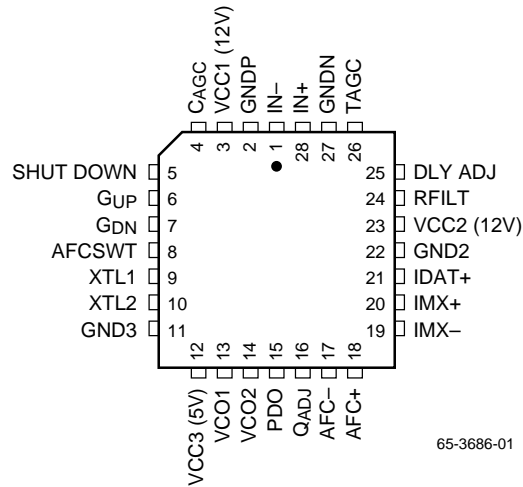 CAGC
VCC1 (12V)
GNDP
IN–
IN+
GNDN
TAGC
4 3 2 1 28 27 26
SHUT DOWN 5
GUP 6
GDN 7
AFCSWT 8
XTL1 9
XTL2 10
GND3 11
25 DLY ADJ
24 RFILT
23 VCC2 (12V)
22 GND2
21 IDAT+
20 IMX+
19 IMX–
12 13 14 15 16 17 18
VCC3 (5V)
VCO1
VCO2
PDO
QADJ
AFC–
AFC+
65-3686-01